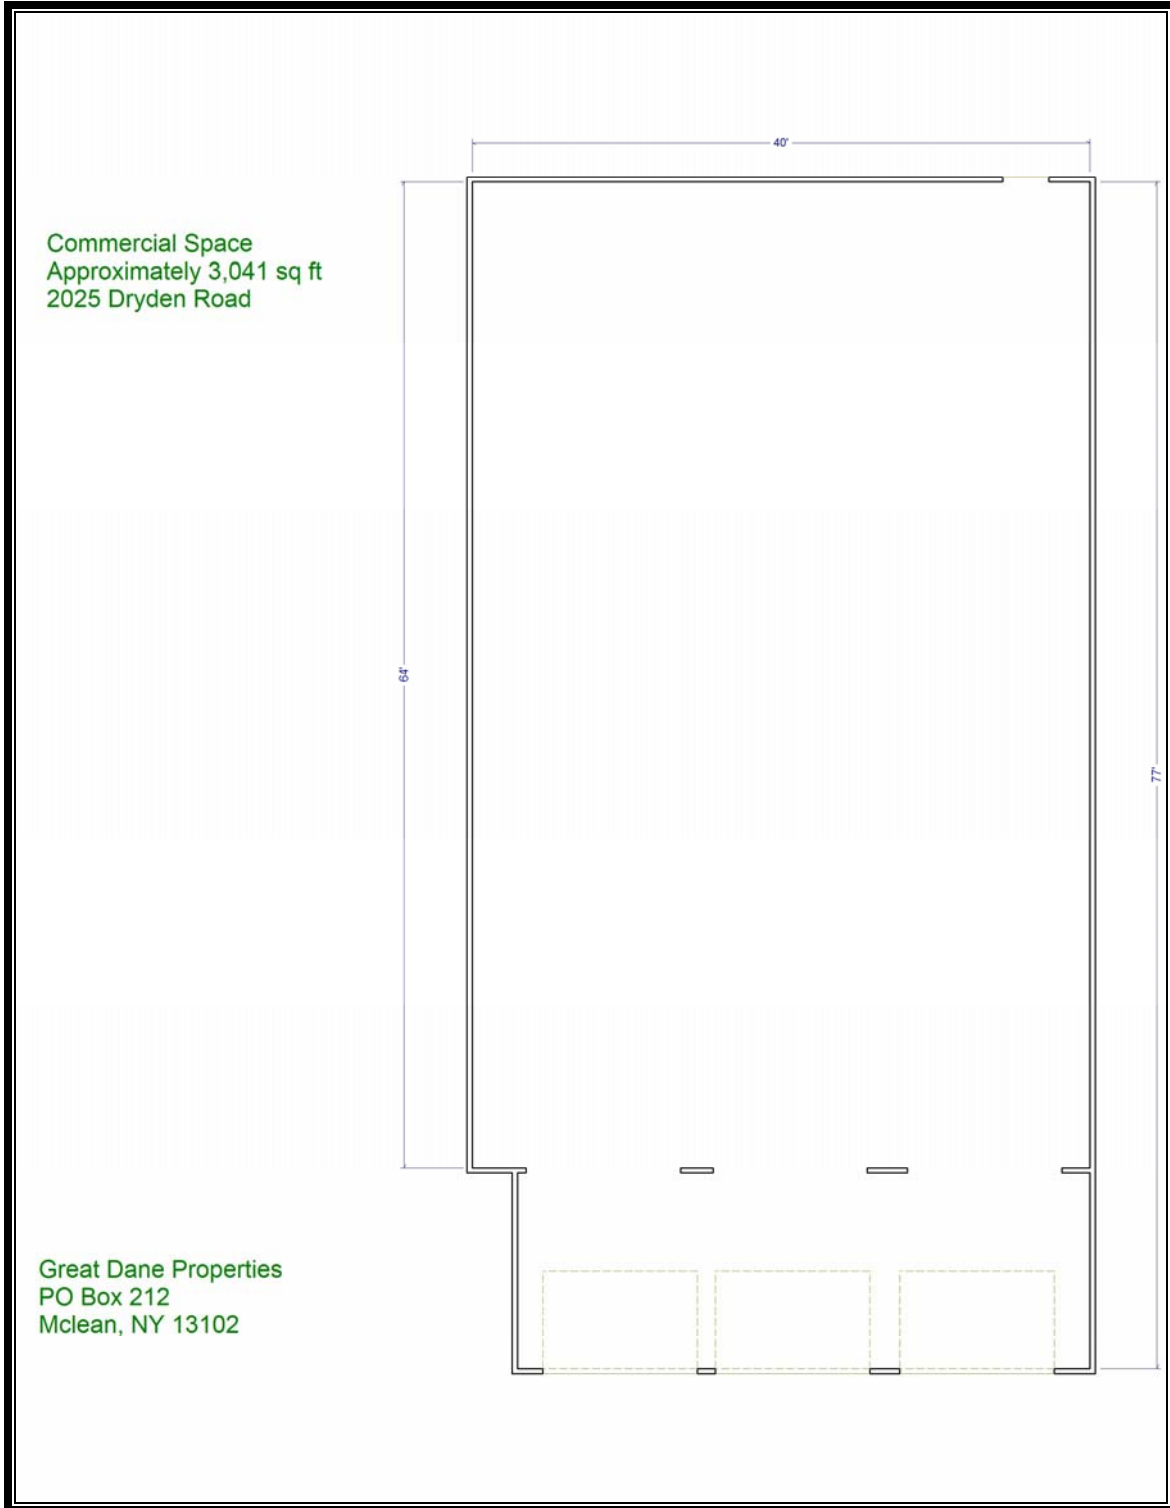 40'
Commercial Space
Approximately 3,041 sq ft
2025 Dryden Road
64'
77'
Great Dane Properties
PO Box 212
Mclean, NY 13102